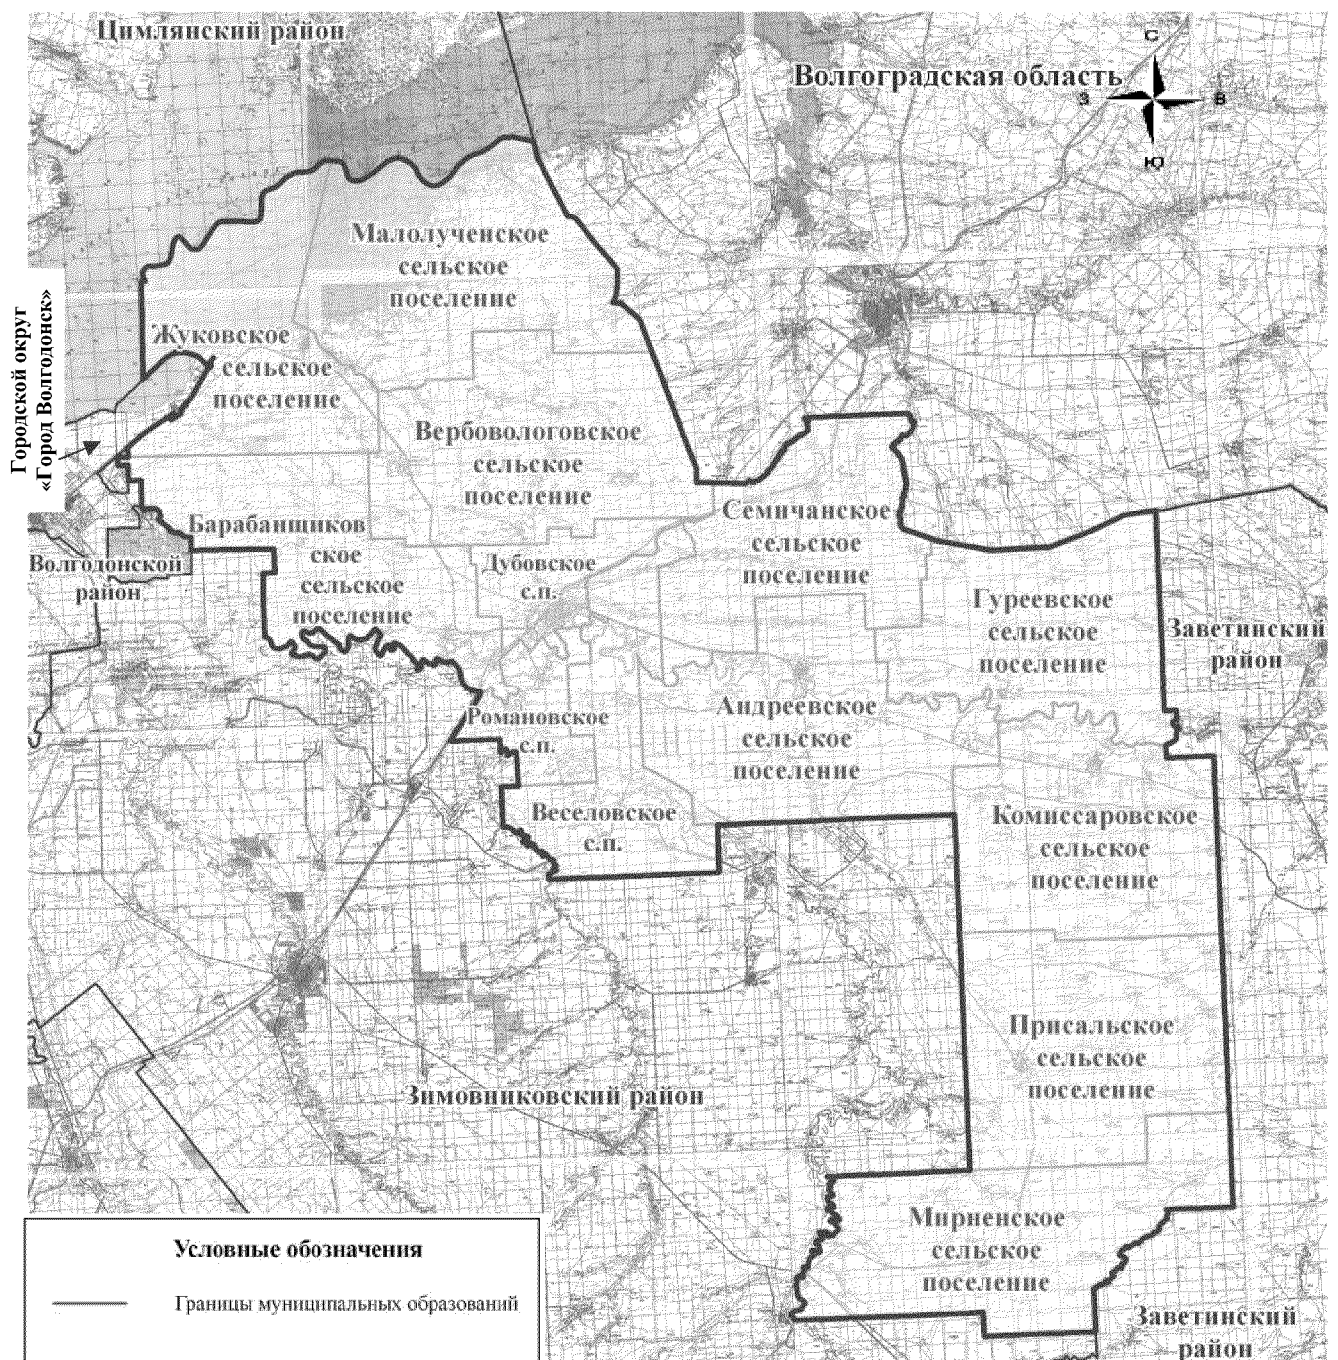 Цимлянский район
Волгоградская область
С
З
В
Ю
Малолученское
сельское
поселение
Городской округ
«Город Волгодонск»
Жуковское
сельское
поселение
Вербовологовское
сельское
поселение
Семичанское
сельское
поселение
Барабанщиков
ское
сельское
поселение
Волгодонской
район
Дубовское
с.п.
Гуреевское
сельское
поселение
Заветинский
район
Романовское
с.п.
Андреевское
сельское
поселение
Веселовское
с.п.
Комиссаровское
сельское
поселение
Присальское
сельское
поселение
Зимовниковский район
Мирненское
сельское
поселение
Заветинский
район
Условные обозначения
Границы муниципальных образований